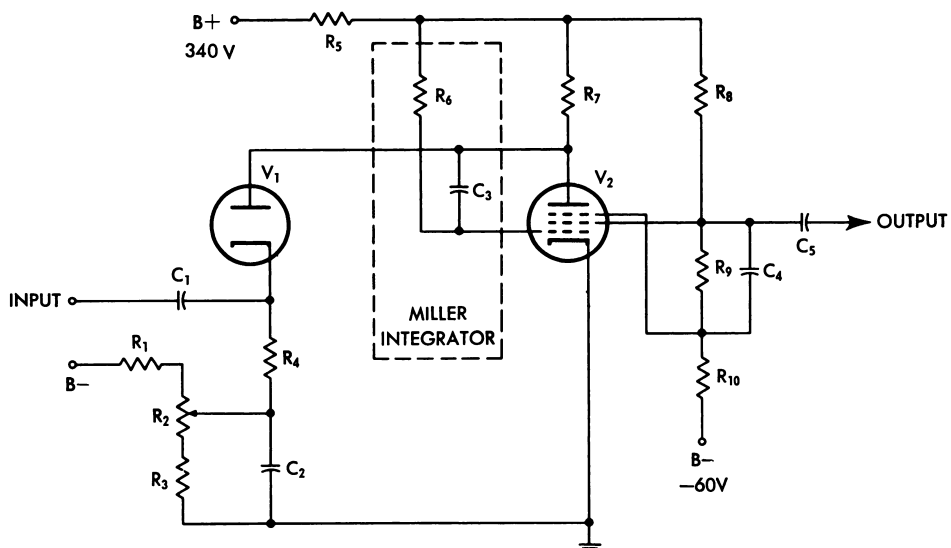 B+
340 V
R5
R6
R7
R8
V1
C3
V2
C5
OUTPUT
C1
INPUT
R9
C4
MILLER
INTEGRATOR
R1
B−
R4
R10
R2
R3
C2
B−
−60V